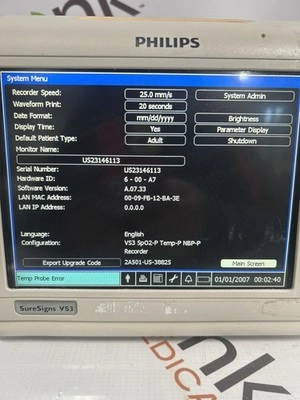 PHILIPS
System Menu
Recorder Speed: 25.0 mm/s System Admin
Waveform Print: 20 seconds
Date Format: mm/dd/yyyy Brightness
Display Time: Yes Parameter Display
Default Patient Type: Adult Shutdown
Monitor Name:
US23146113
Serial Number: US23146113
Hardware ID: 6 - 00 - A7
Software Version: A.07.33
LAN MAC Address: 00-09-FB-12-BA-3E
LAN IP Address: 0.0.0.0
Language: English
Configuration: VS3 SpO2-P Temp-P NBP-P
Recorder
Export Upgrade Code 2A501-US-38825 Main Screen
Temp Probe Error 01/01/2007 00:02:40
SureSigns VS3